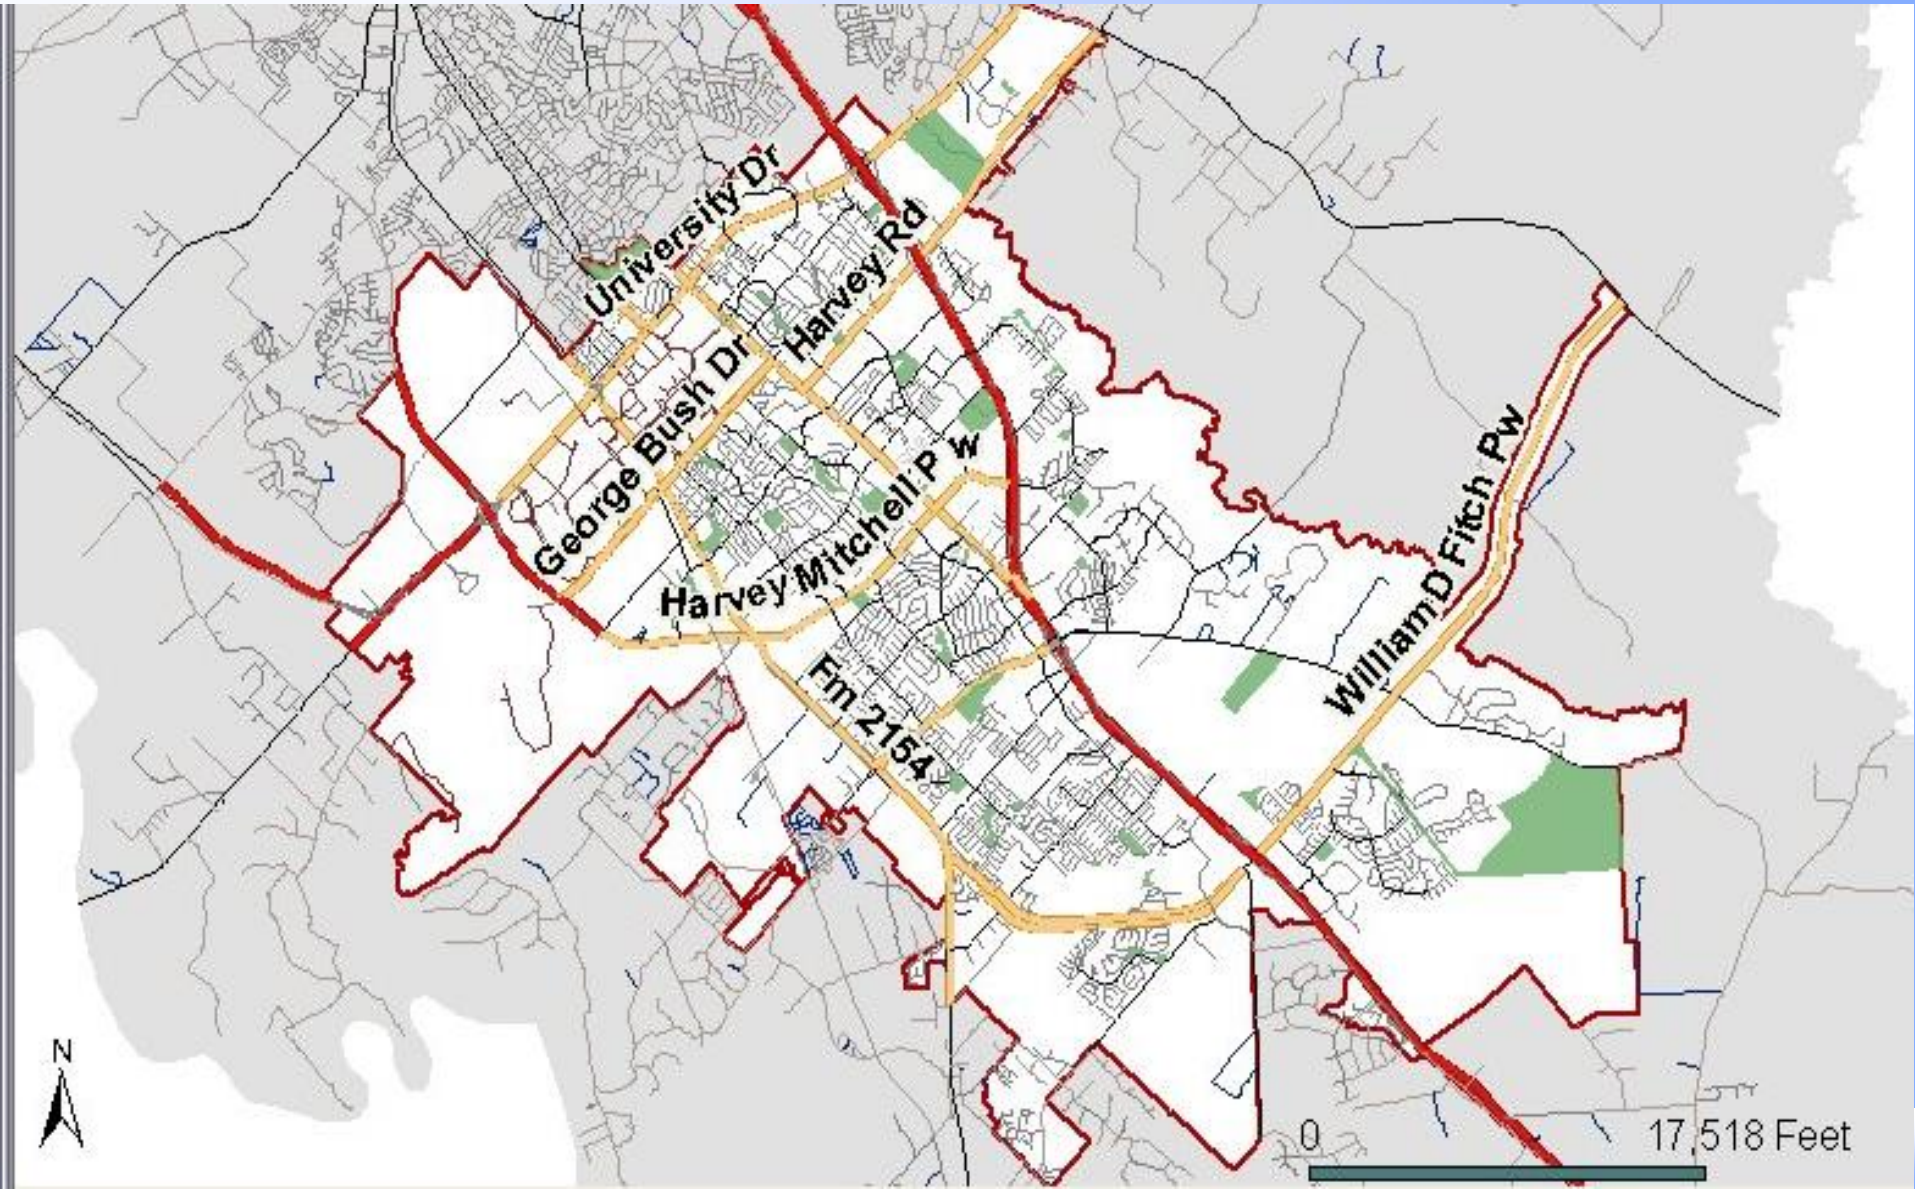 University Dr
Harvey Rd
George Bush Dr
Harvey Mitchell P W
William D Fitch Pw
Fm 2154
N
0
17,518 Feet